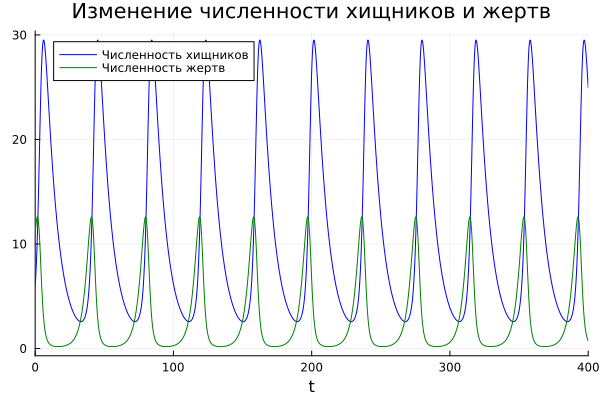 Изменение численности хищников и жертв
Численность хищников
Численность жертв
30
20
10
0
0 100 200 300 400
t